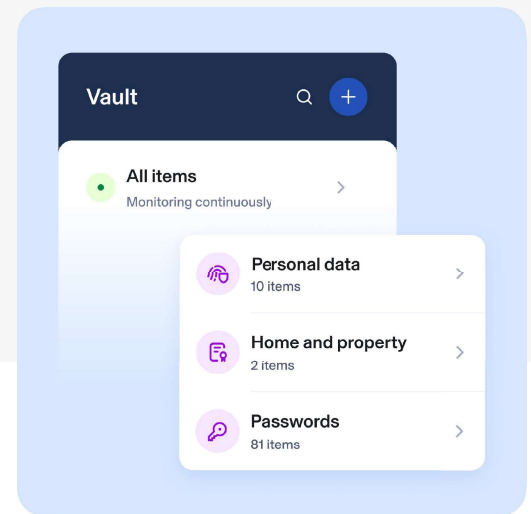 Vault
All items
Monitoring continuously
Personal data
10 items
Home and property
2 items
Passwords
81 items